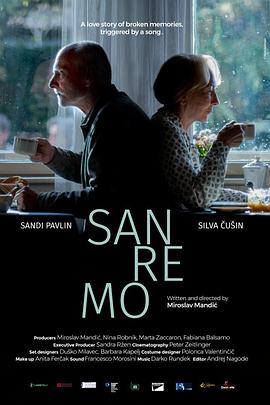 A love story of broken memories,
triggered by a song.
SANDI PAVLIN
SILVA ČUŠIN
SAN
RE
MO
Written and directed by
Miroslav Mandić
Producers Miroslav Mandić, Nina Robnik, Marta Zaccaron, Fabiana Balsamo
Executive Producer Sandra Ržen Cinematography Peter Zeitlinger
Set designers Duško Milavec, Barbara Kapelj Costume designer Polonca Valentinčič
Make up Anita Ferčak Sound Francesco Morosini Music Darko Rundek Editor Andrej Nagode